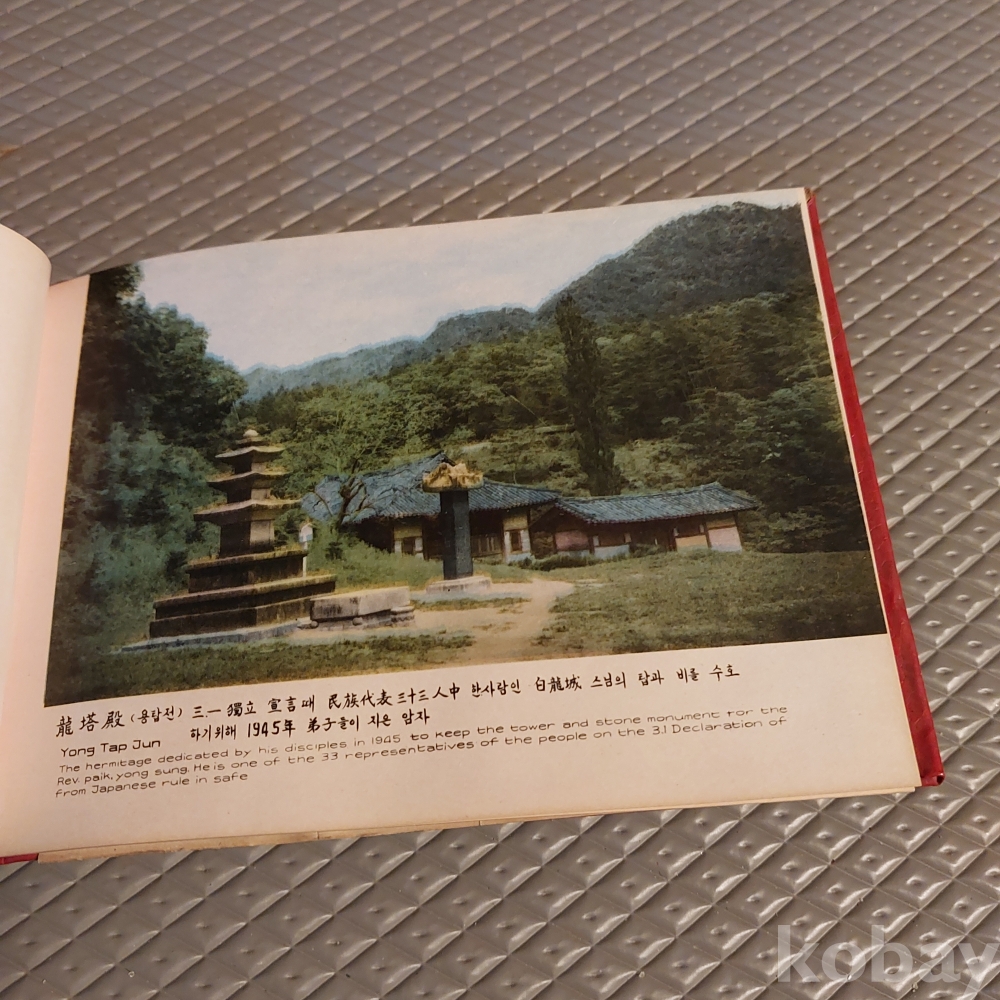 龍塔殿 (용탑전) 三.一 獨立 宣言때 民族代表 三十三人中 한사람인 白龍城 스님의 탑과 비를 수호
하기위해 1945年 弟子들이 지은 암자
Yong Tap Jun
The hermitage dedicated by his disciples in 1945 to keep the tower and stone monument for the
Rev. paik, yong sung. He is one of the 33 representatives of the people on the 3.1 Declaration of
from Japanese rule in safe
kobay